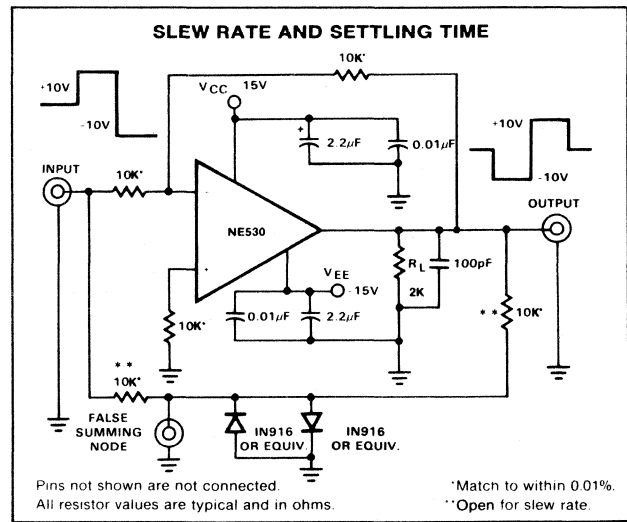 SLEW RATE AND SETTLING TIME
10K*
VCC 15V
+10V
-10V
+
2.2µF
0.01µF
+10V
-10V
INPUT
10K*
-
NE530
+
OUTPUT
RL
2K
100pF
VEE
-15V
10K*
0.01µF
2.2µF
** 10K*
**
10K*
FALSE
SUMMING
NODE
IN916
OR EQUIV.
IN916
OR EQUIV.
Pins not shown are not connected.
All resistor values are typical and in ohms.
*Match to within 0.01%.
**Open for slew rate.